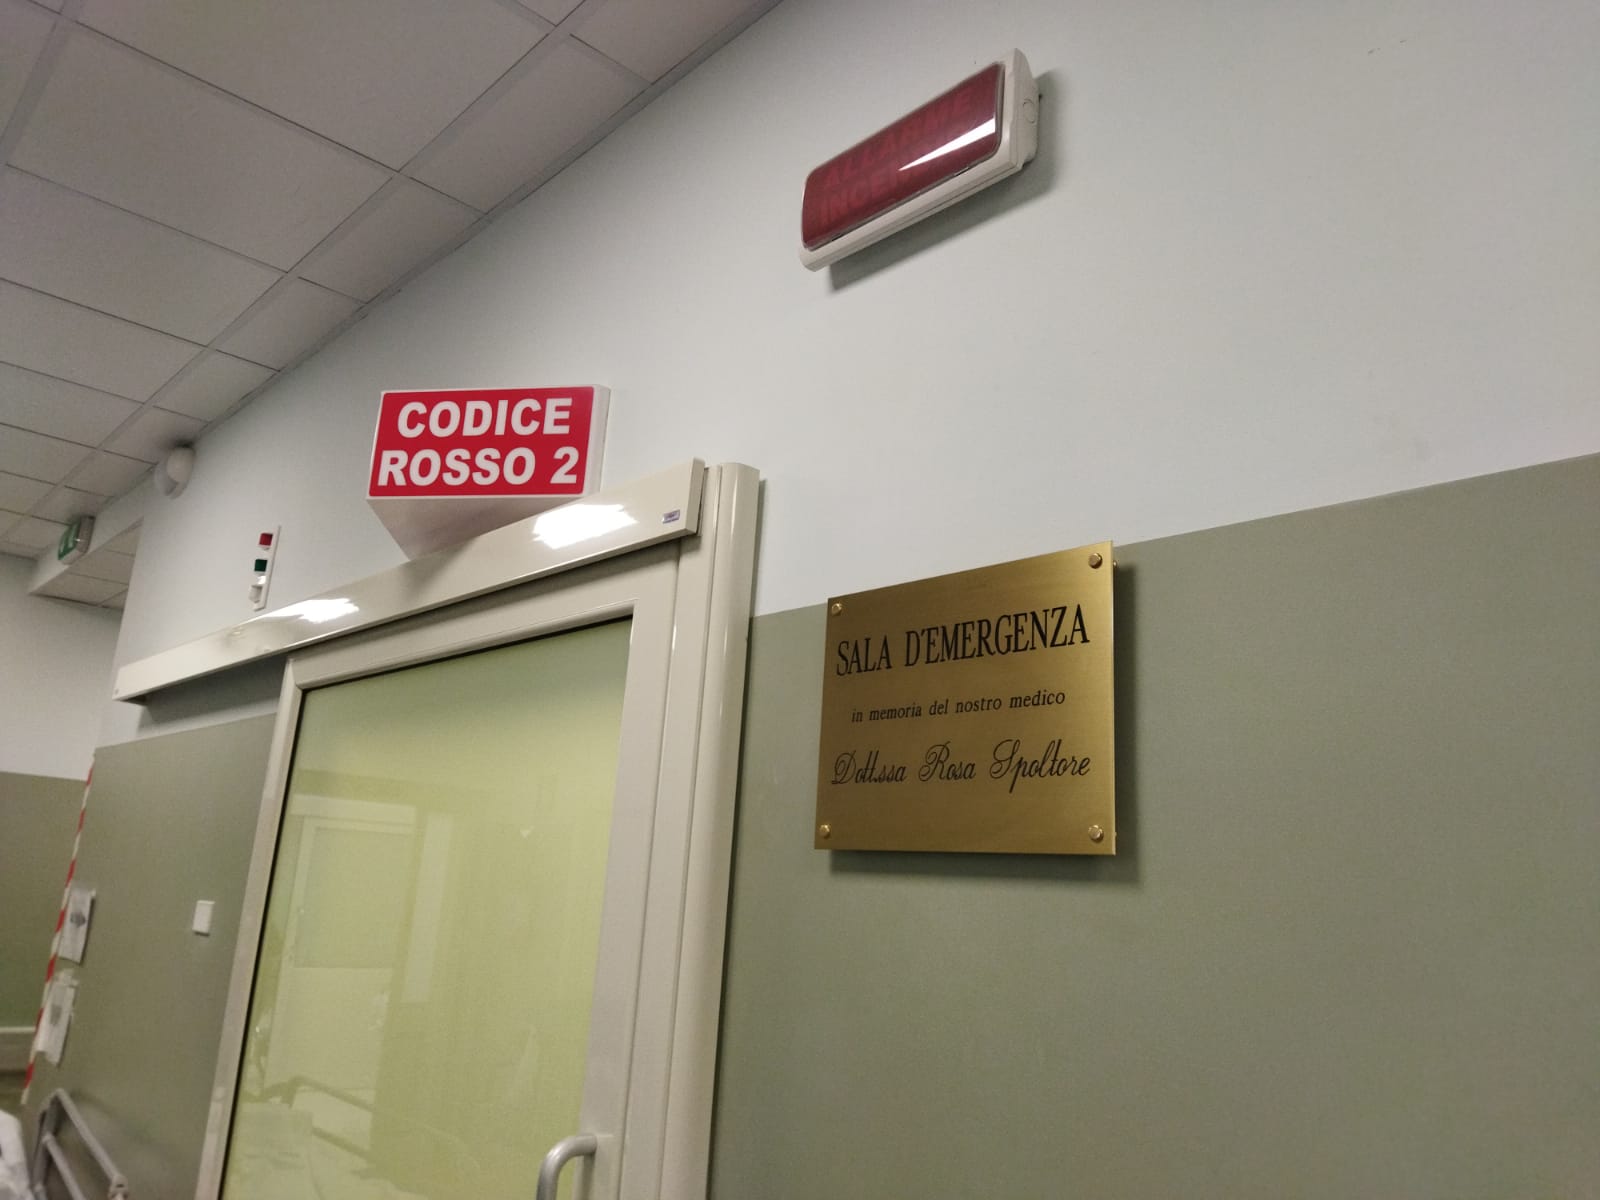 ALLARME
INCENDIO
CODICE
ROSSO 2
SALA D'EMERGENZA
in memoria del nostro medico
Dott.ssa Rosa Spoltore